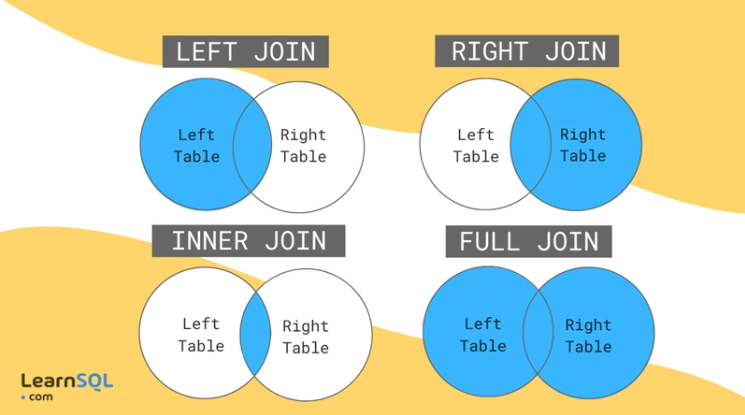 LEFT JOIN
Left
Table
Right
Table
RIGHT JOIN
Left
Table
Right
Table
INNER JOIN
Left
Table
Right
Table
FULL JOIN
Left
Table
Right
Table
LearnSQL
.com